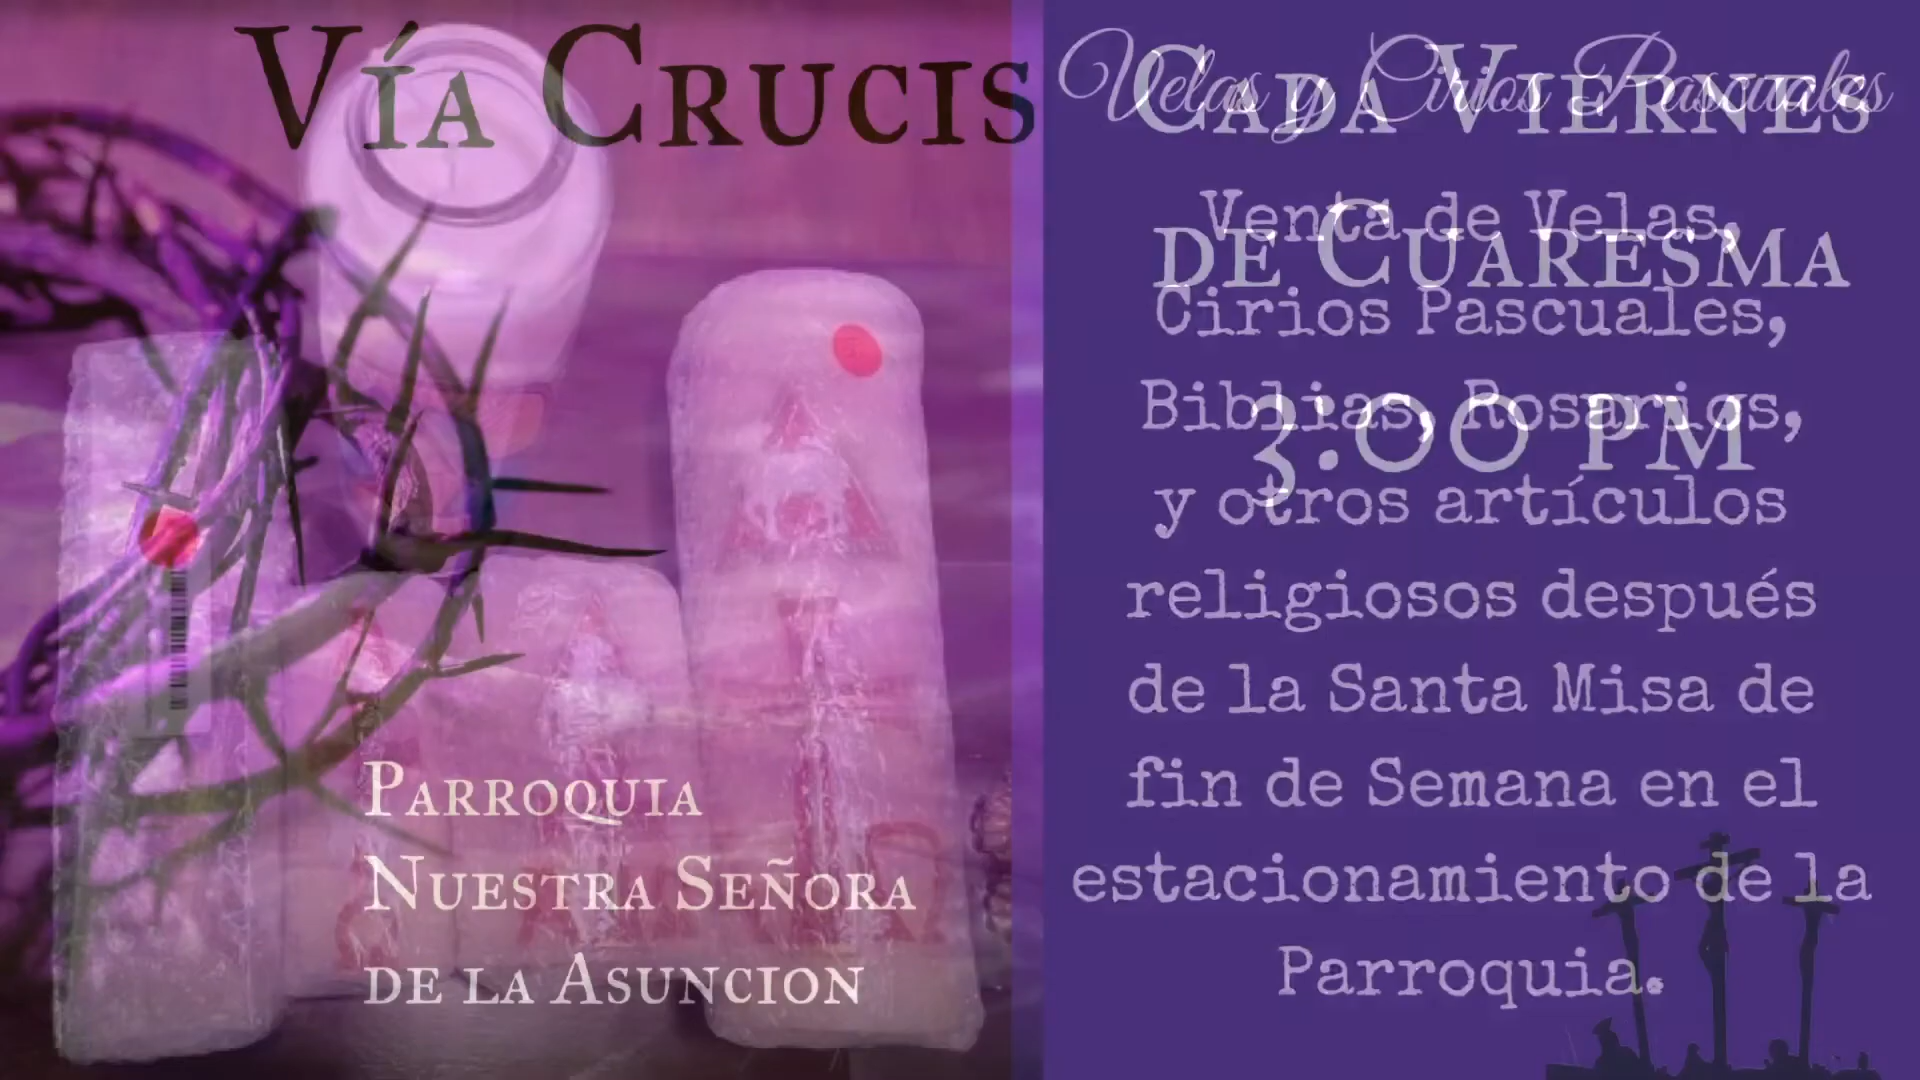 Vía Crucis
Parroquia
Nuestra Señora
de la Asuncion
Cada Viernes
de Cuaresma
3:00 pm
Velas y Cirios Pascuales
Venta de Velas,
Cirios Pascuales,
Biblias, Rosarios,
y otros artículos
religiosos después
de la Santa Misa de
fin de Semana en el
estacionamiento de la
Parroquia.